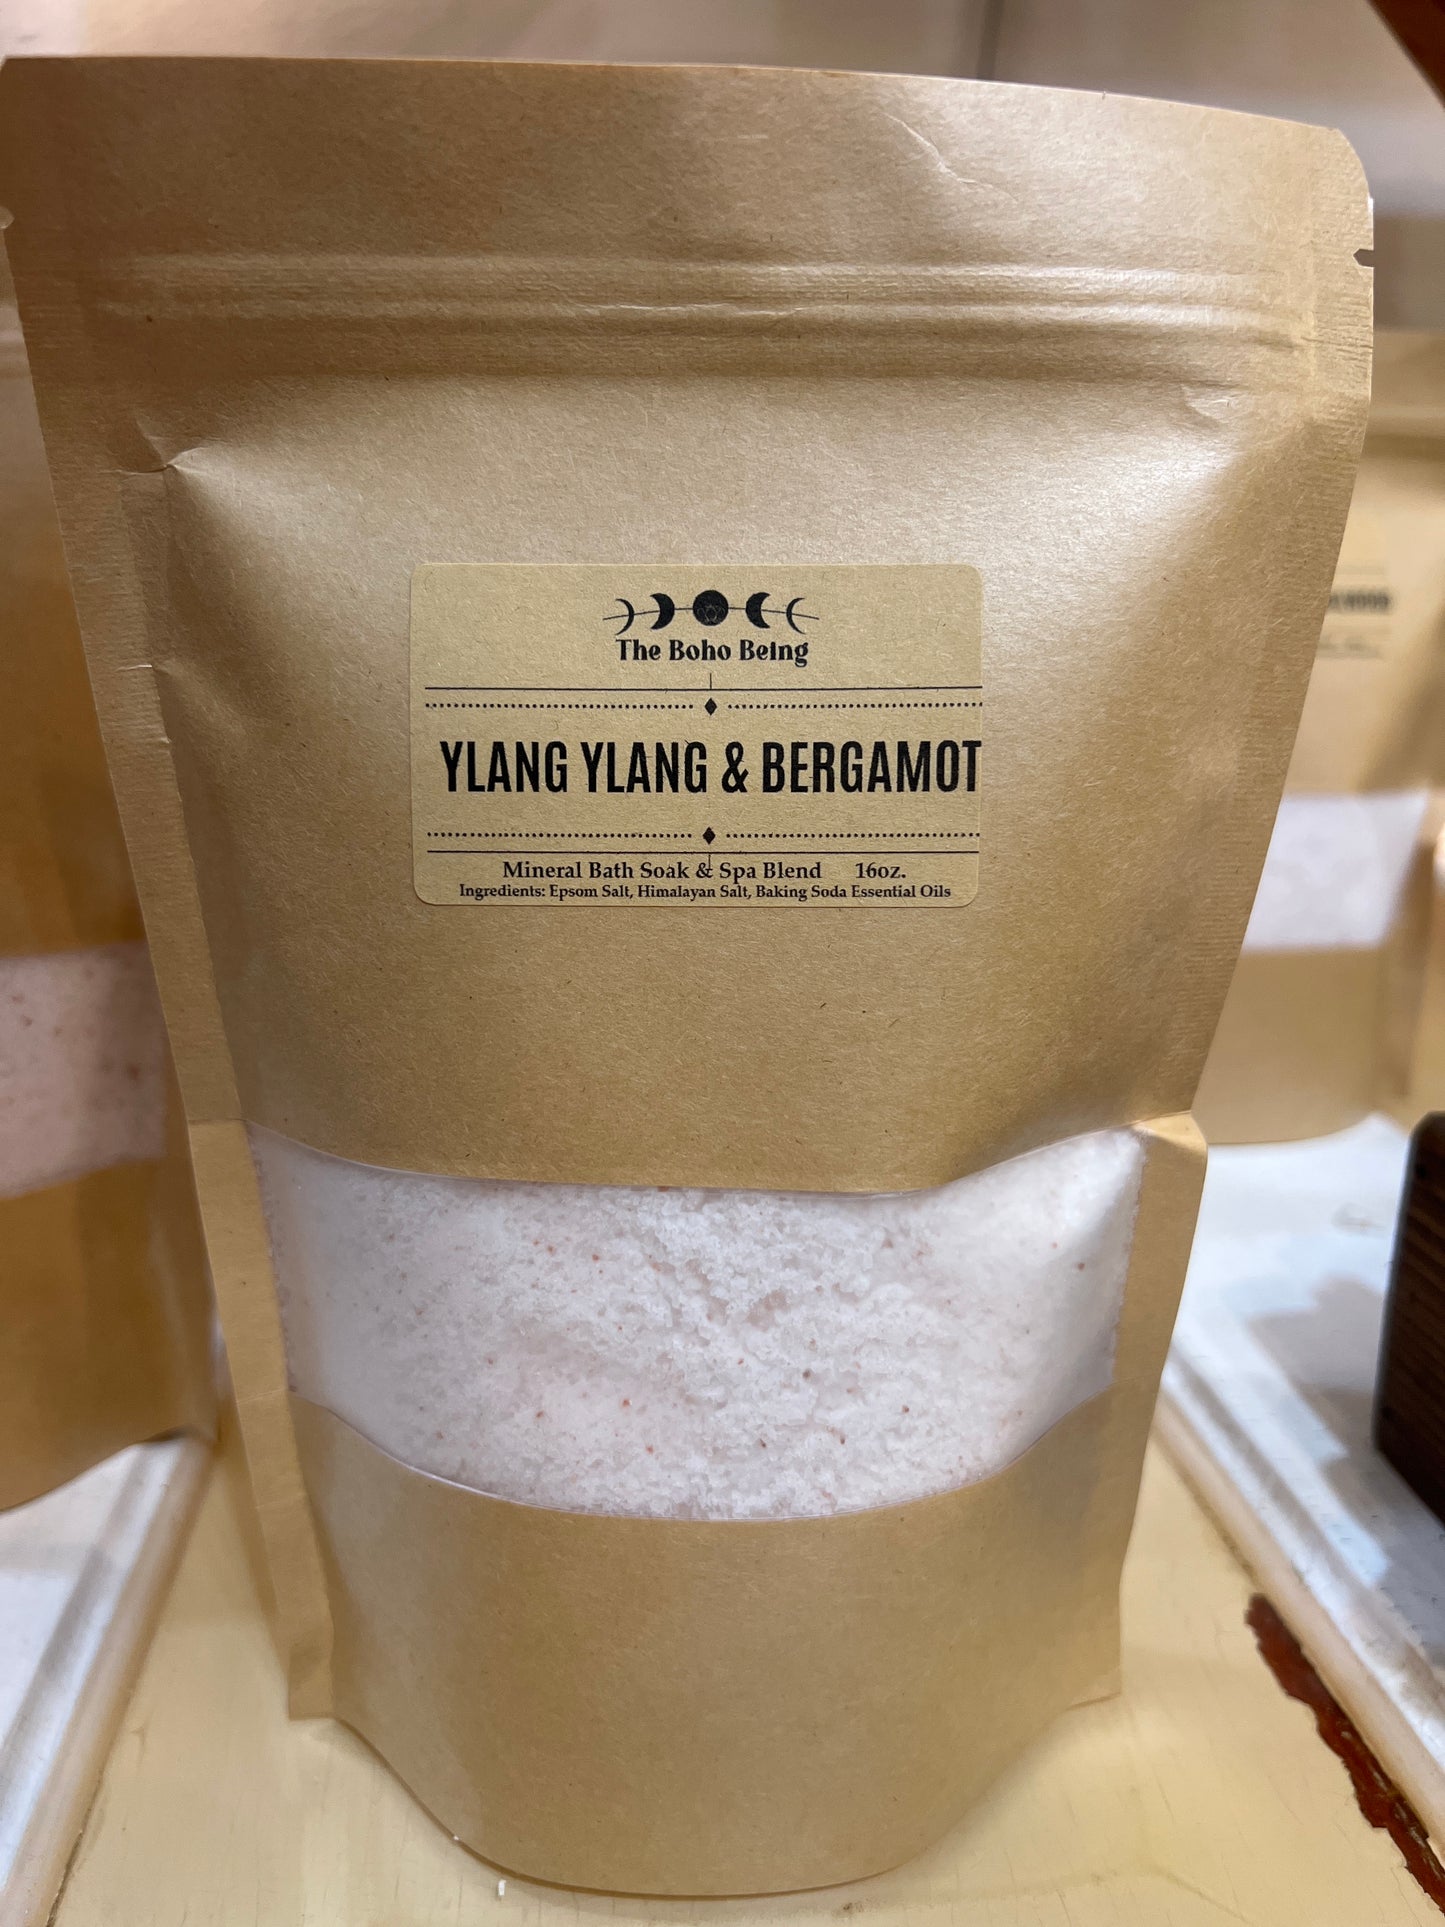 The Boho Being
YLANG YLANG & BERGAMOT
Mineral Bath Soak & Spa Blend 16oz.
Ingredients: Epsom Salt, Himalayan Salt, Baking Soda Essential Oils